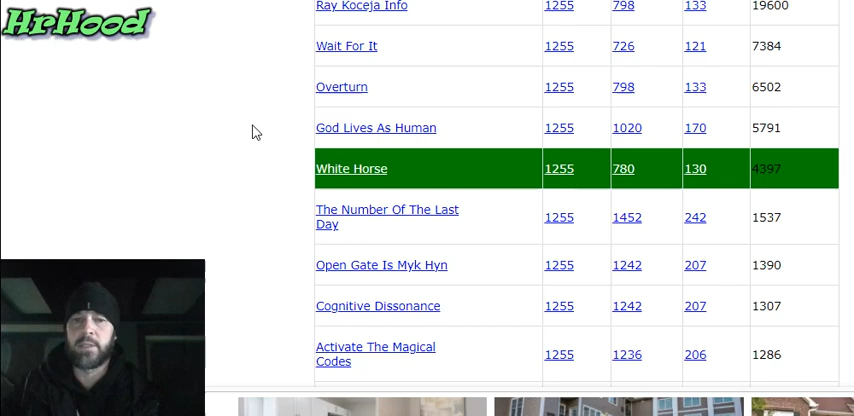 HrHood
Ray Koceja Info 1255 798 133 19600
Wait For It 1255 726 121 7384
Overturn 1255 798 133 6502
God Lives As Human 1255 1020 170 5791
White Horse 1255 780 130 4397
The Number Of The Last
Day 1255 1452 242 1537
Open Gate Is Myk Hyn 1255 1242 207 1390
Cognitive Dissonance 1255 1242 207 1307
Activate The Magical
Codes 1255 1236 206 1286